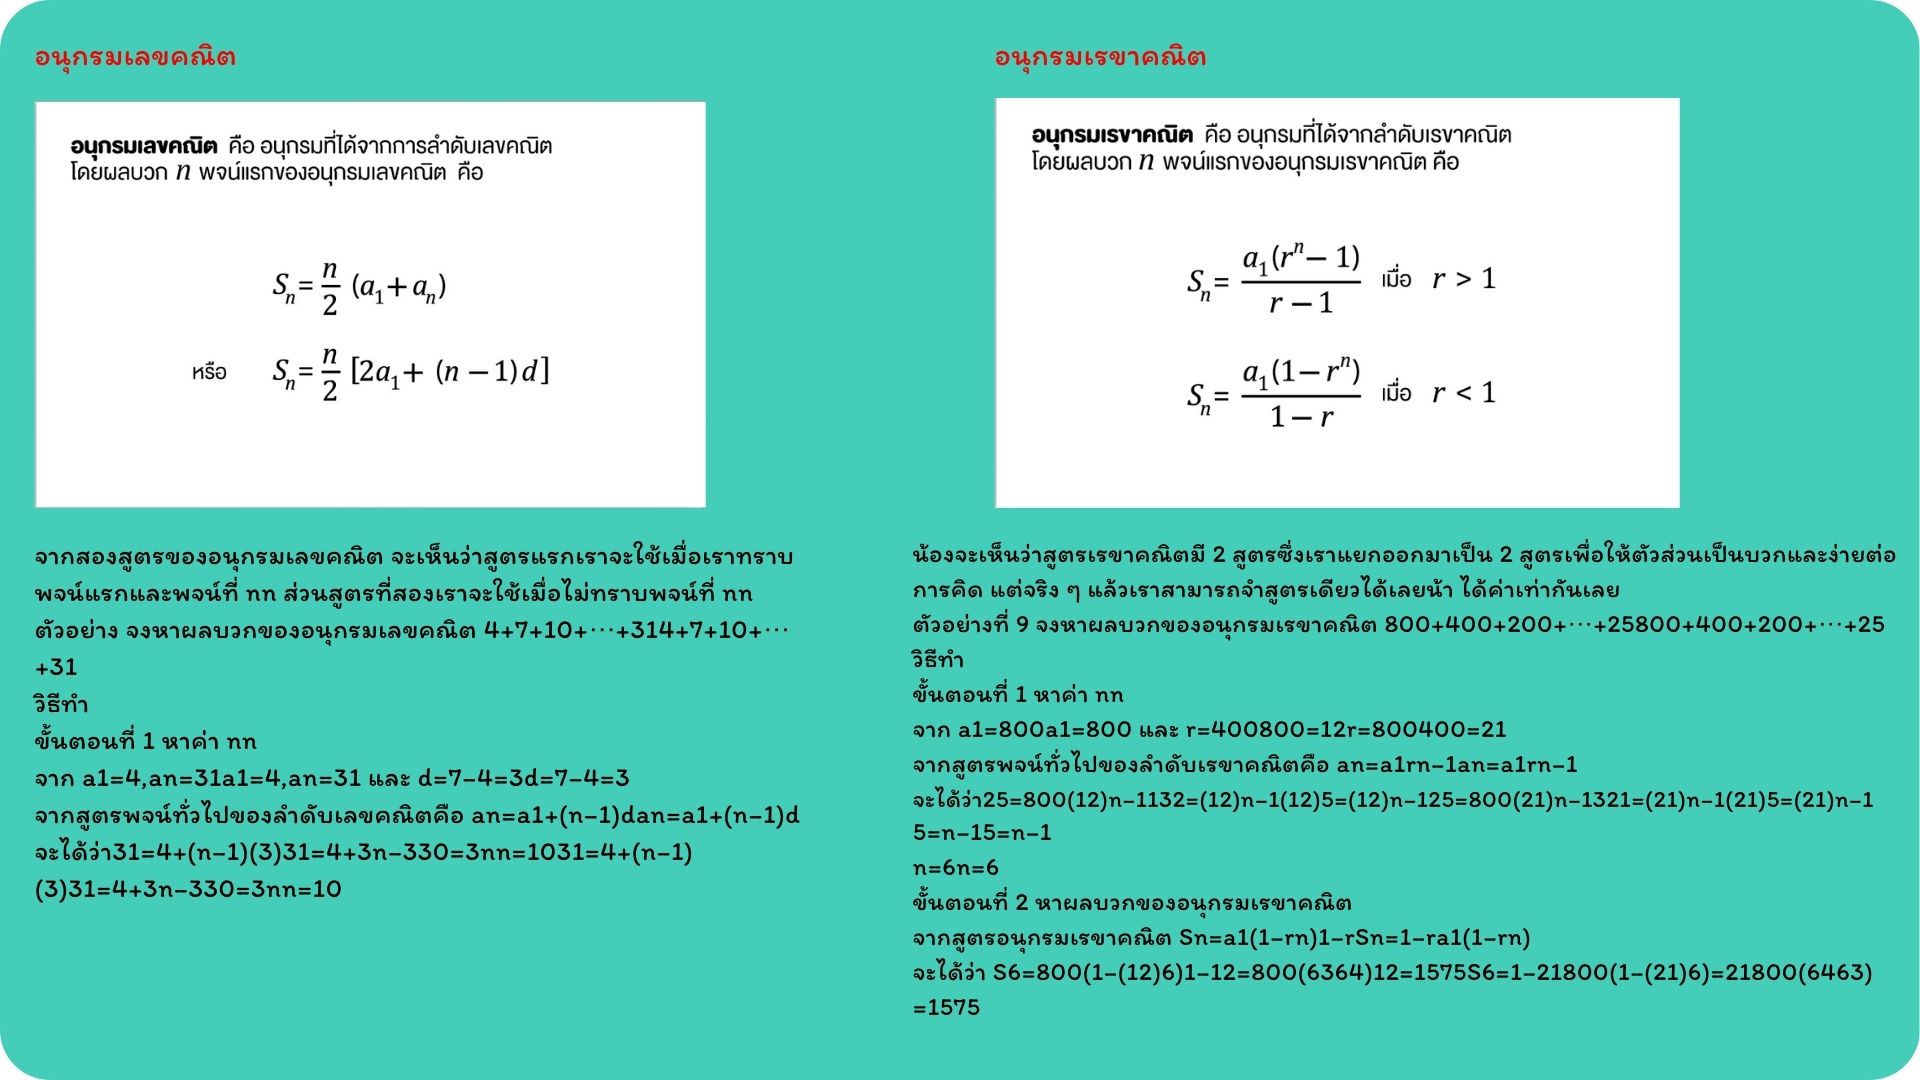 อนุกรมเลขคณิต
อนุกรมเลขคณิต คือ อนุกรมที่ได้จากการลำดับเลขคณิต
โดยผลบวก n พจน์แรกของอนุกรมเลขคณิต คือ
Sn= n/2 (a1+an)
หรือ Sn= n/2 [2a1+ (n−1)d]
จากสองสูตรของอนุกรมเลขคณิต จะเห็นว่าสูตรแรกเราจะใช้เมื่อเราทราบ
พจน์แรกและพจน์ที่ nn ส่วนสูตรที่สองเราจะใช้เมื่อไม่ทราบพจน์ที่ nn
ตัวอย่าง จงหาผลบวกของอนุกรมเลขคณิต 4+7+10+⋯+314+7+10+⋯
+31
วิธีทำ
ขั้นตอนที่ 1 หาค่า nn
จาก a1=4,an=31a1=4,an=31 และ d=7−4=3d=7−4=3
จากสูตรพจน์ทั่วไปของลำดับเลขคณิตคือ an=a1+(n−1)dan=a1+(n−1)d
จะได้ว่า31=4+(n−1)(3)31=4+3n−330=3nn=1031=4+(n−1)
(3)31=4+3n−330=3nn=10
อนุกรมเรขาคณิต
อนุกรมเรขาคณิต คือ อนุกรมที่ได้จากลำดับเรขาคณิต
โดยผลบวก n พจน์แรกของอนุกรมเรขาคณิต คือ
Sn= a1(r^n−1)/(r−1) เมื่อ r > 1
Sn= a1(1−r^n)/(1−r) เมื่อ r < 1
น้องจะเห็นว่าสูตรเรขาคณิตมี 2 สูตรซึ่งเราแยกออกมาเป็น 2 สูตรเพื่อให้ตัวส่วนเป็นบวกและง่ายต่อ
การคิด แต่จริง ๆ แล้วเราสามารถจำสูตรเดียวได้เลยน้า ได้ค่าเท่ากันเลย
ตัวอย่างที่ 9 จงหาผลบวกของอนุกรมเรขาคณิต 800+400+200+⋯+25800+400+200+⋯+25
วิธีทำ
ขั้นตอนที่ 1 หาค่า nn
จาก a1=800a1=800 และ r=400800=12r=800400=21
จากสูตรพจน์ทั่วไปของลำดับเรขาคณิตคือ an=a1rn−1an=a1rn−1
จะได้ว่า25=800(12)n−1132=(12)n−1(12)5=(12)n−125=800(21)n−1321=(21)n−1(21)5=(21)n−1
5=n−15=n−1
n=6n=6
ขั้นตอนที่ 2 หาผลบวกของอนุกรมเรขาคณิต
จากสูตรอนุกรมเรขาคณิต Sn=a1(1−rn)1−rSn=1−ra1(1−rn)
จะได้ว่า S6=800(1−(12)6)1−12=800(6364)12=1575S6=1−21800(1−(21)6)=21800(6463)
=1575